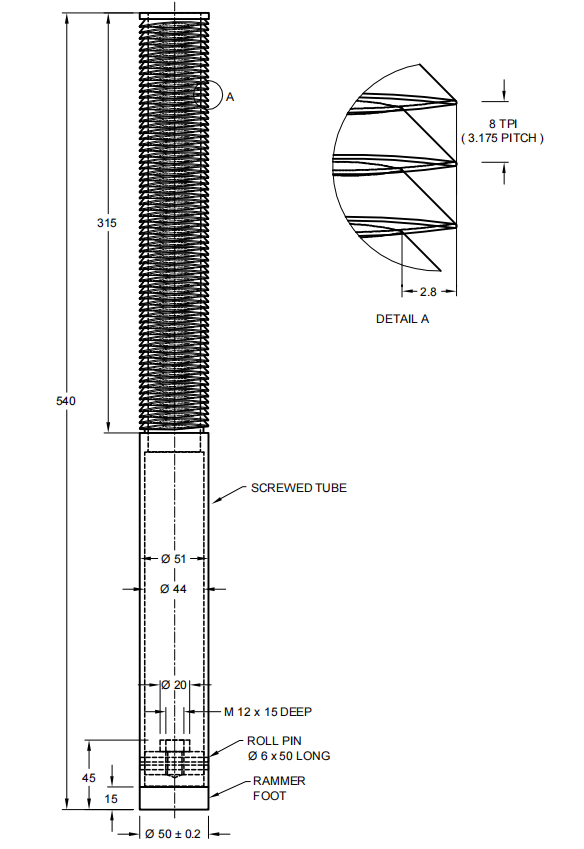 A
8 TPI
( 3.175 PITCH )
315
2.8
DETAIL A
540
SCREWED TUBE
Ø 51
Ø 44
Ø 20
M 12 x 15 DEEP
ROLL PIN
Ø 6 x 50 LONG
45
RAMMER
FOOT
15
Ø 50 ± 0.2